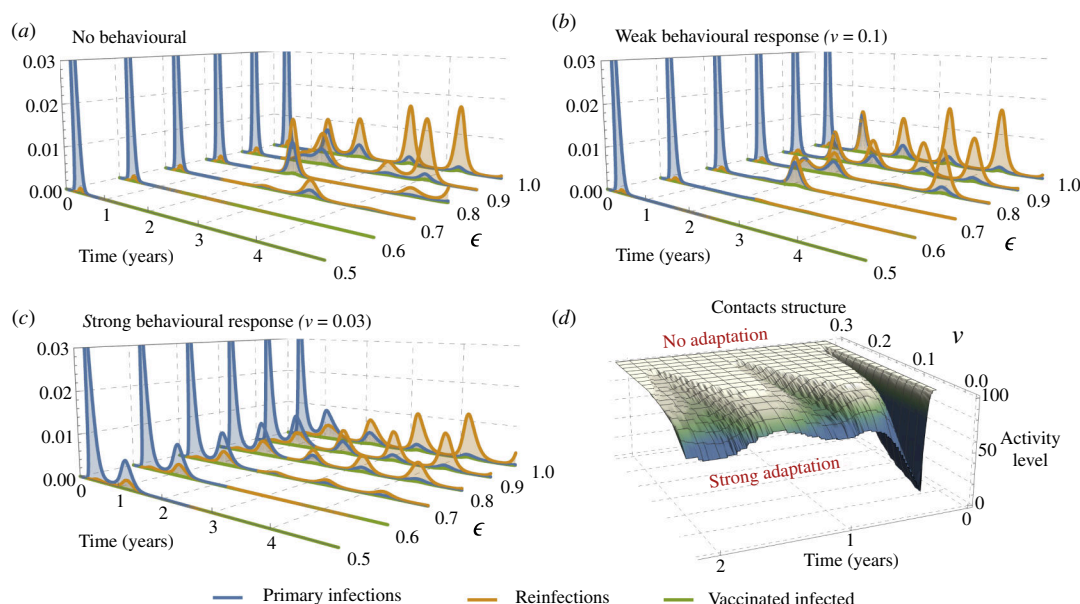 (a)
No behavioural
0.03
0.02
0.01
0.00
0
1
2
3
4
Time (years)
0.5
0.6
0.7
0.8
0.9
1.0
ϵ
(b)
Weak behavioural response (v = 0.1)
0.03
0.02
0.01
0.00
0
1
2
3
4
Time (years)
0.5
0.6
0.7
0.8
0.9
1.0
ϵ
(c)
Strong behavioural response (v = 0.03)
0.03
0.02
0.01
0.00
0
1
2
3
4
Time (years)
0.5
0.6
0.7
0.8
0.9
1.0
ϵ
(d)
Contacts structure
No adaptation
0.3
0.2
0.1
0.0
v
100
50
0
Activity
level
Strong adaptation
0
1
2
Time (years)
Primary infections
Reinfections
Vaccinated infected